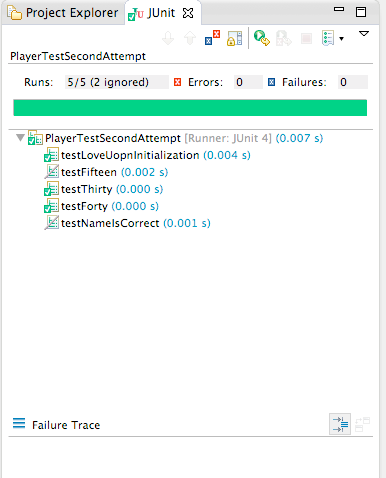 Project Explorer JUnit
PlayerTestSecondAttempt
Runs: 5/5 (2 ignored) Errors: 0 Failures: 0
PlayerTestSecondAttempt [Runner: JUnit 4] (0.007 s)
testLoveUopnInitialization (0.004 s)
testFifteen (0.002 s)
testThirty (0.000 s)
testForty (0.000 s)
testNameIsCorrect (0.001 s)
Failure Trace